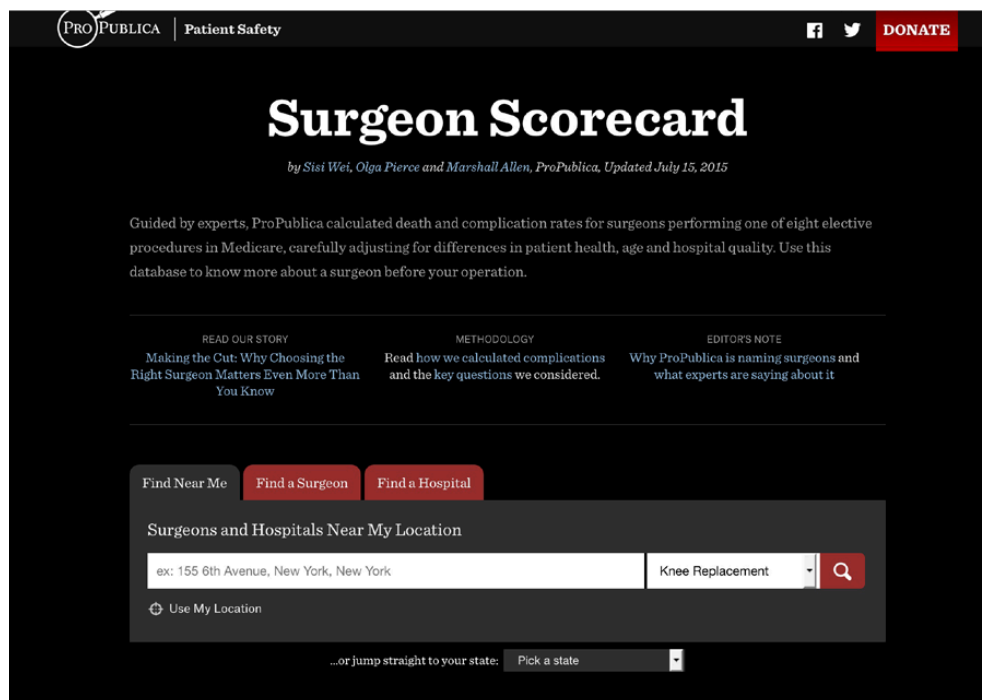 PROPUBLICA | Patient Safety
DONATE
Surgeon Scorecard
by Sisi Wei, Olga Pierce and Marshall Allen, ProPublica, Updated July 15, 2015
Guided by experts, ProPublica calculated death and complication rates for surgeons performing one of eight elective
procedures in Medicare, carefully adjusting for differences in patient health, age and hospital quality. Use this
database to know more about a surgeon before your operation.
READ OUR STORY
Making the Cut: Why Choosing the
Right Surgeon Matters Even More Than
You Know
METHODOLOGY
Read how we calculated complications
and the key questions we considered.
EDITOR'S NOTE
Why ProPublica is naming surgeons and
what experts are saying about it
Find Near Me
Find a Surgeon
Find a Hospital
Surgeons and Hospitals Near My Location
ex: 155 6th Avenue, New York, New York
Knee Replacement
Use My Location
...or jump straight to your state:
Pick a state